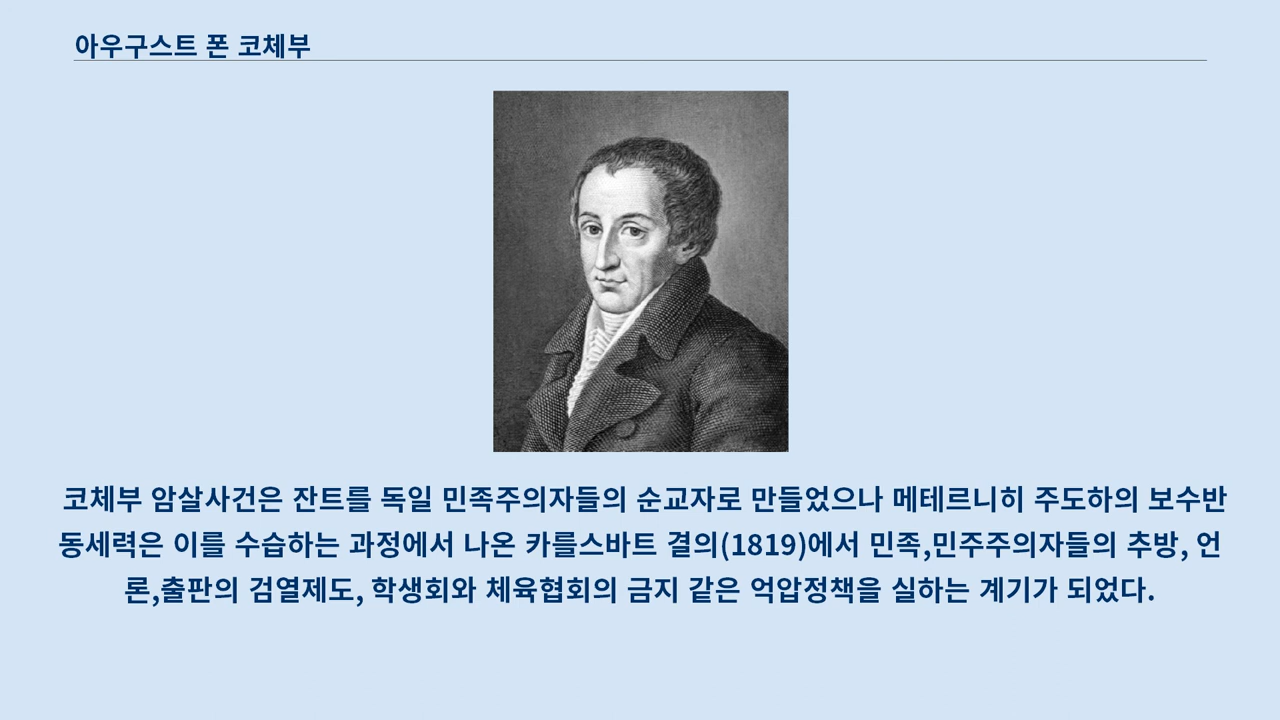 아우구스트 폰 코체부
코체부 암살사건은 잔트를 독일 민족주의자들의 순교자로 만들었으나 메테르니히 주도하의 보수반
동세력은 이를 수습하는 과정에서 나온 카를스바트 결의(1819)에서 민족,민주주의자들의 추방, 언
론,출판의 검열제도, 학생회와 체육협회의 금지 같은 억압정책을 실하는 계기가 되었다.